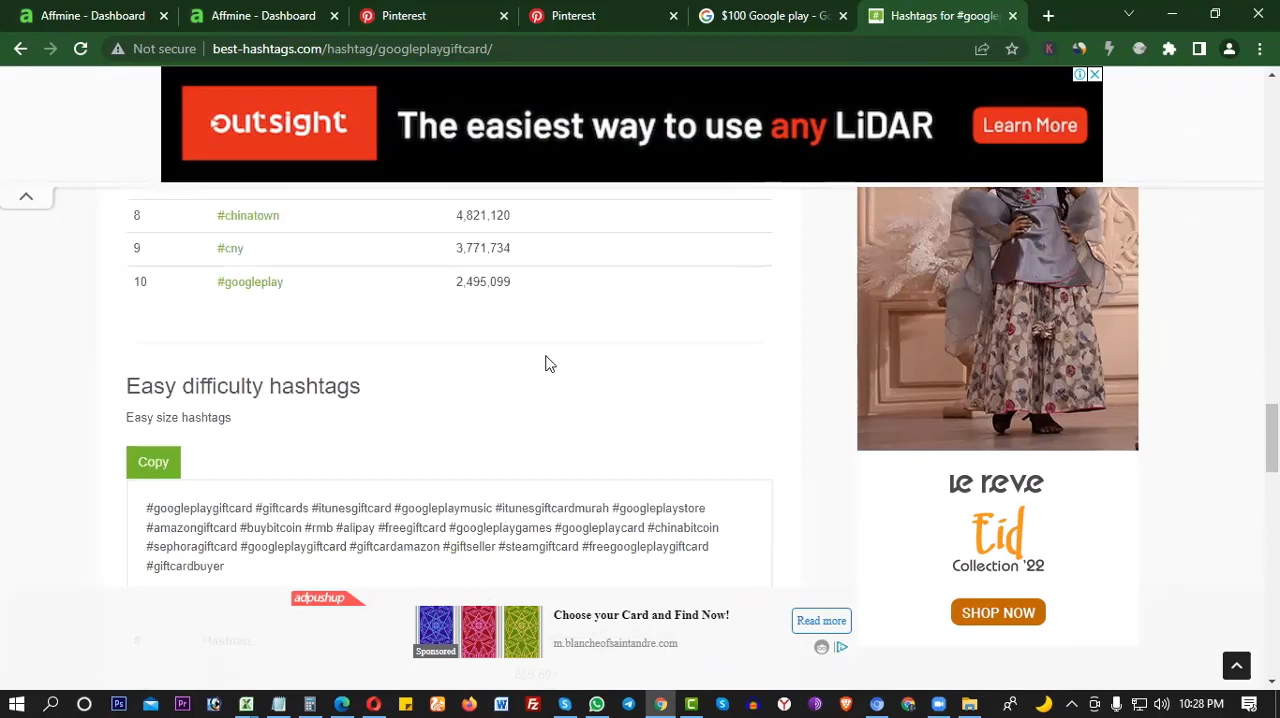 Affmine - Dashboard
Affmine - Dashboard
Pinterest
Pinterest
$100 Google play - Go
Hashtags for #google
Not secure
best-hashtags.com/hashtag/googleplaygiftcard/
outsight
The easiest way to use any LiDAR
Learn More
8 #chinatown 4,821,120
9 #cny 3,771,734
10 #googleplay 2,495,099
Easy difficulty hashtags
Easy size hashtags
Copy
#googleplaygiftcard #giftcards #itunesgiftcard #googleplaymusic #itunesgiftcardmurah #googleplaystore
#amazongiftcard #buybitcoin #rmb #alipay #freegiftcard #googleplaygames #googleplaycard #chinabitcoin
#sephoragiftcard #googleplaygiftcard #giftcardamazon #giftseller #steamgiftcard #freegoogleplaygiftcard
#giftcardbuyer
le reve
Eid
Collection '22
SHOP NOW
adpushup
Choose your Card and Find Now!
m.blancheofsaintandre.com
Sponsored
Read more
# Hashtag
10:28 PM